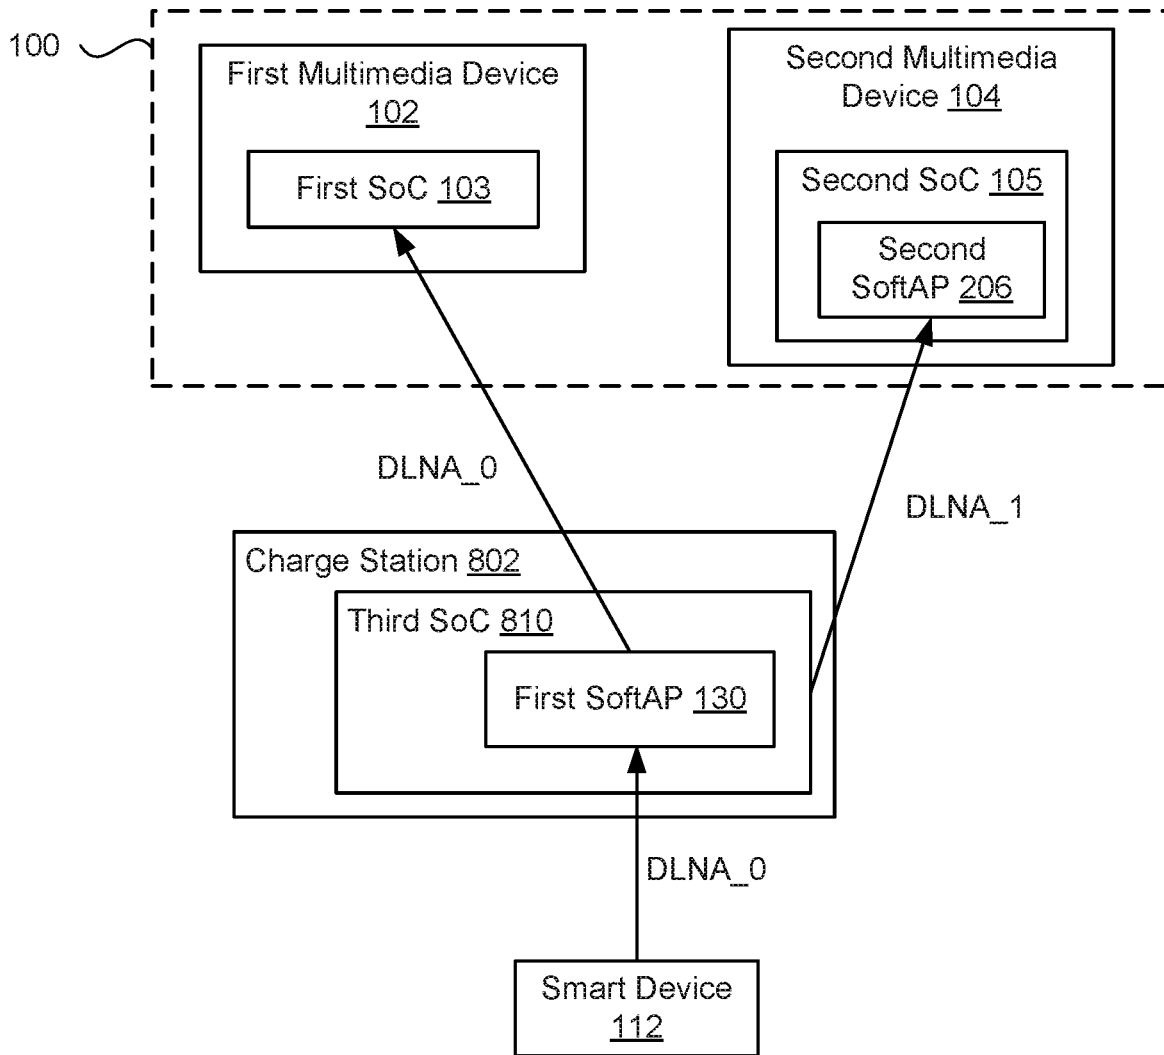 100
First Multimedia Device
102
First SoC 103
Second Multimedia
Device 104
Second SoC 105
Second
SoftAP 206
DLNA_0
DLNA_1
Charge Station 802
Third SoC 810
First SoftAP 130
DLNA_0
Smart Device
112